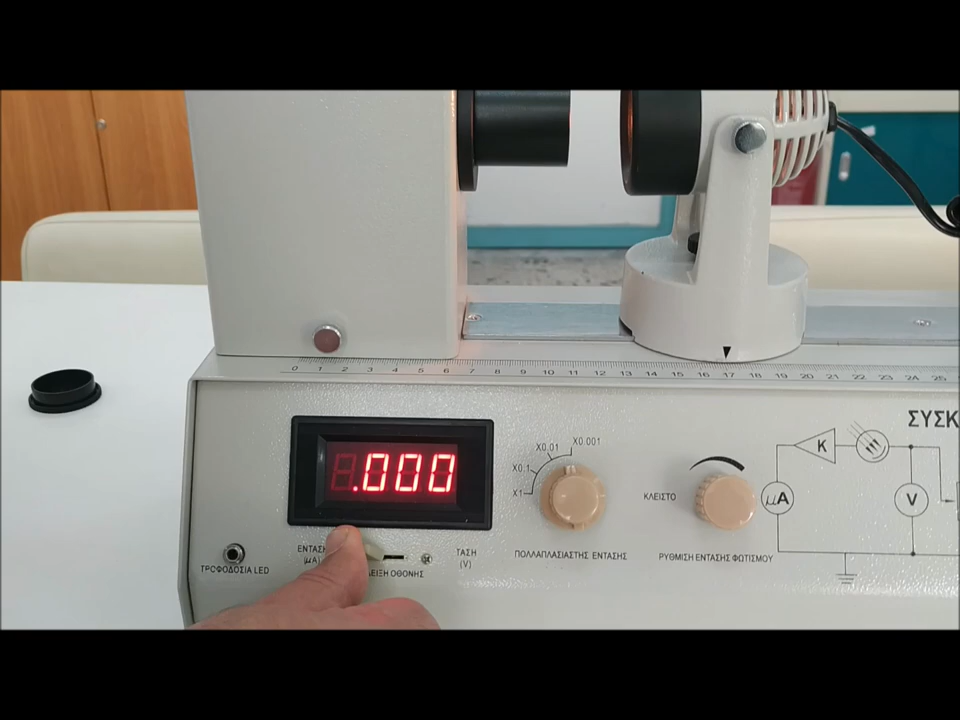 0 1 2 3 4 5 6 7 8 9 10 11 12 13 14 15 16 17 18 19 20 21 22 23 24 25
.000
X1
X0.1
X0.01
X0.001
ΠΟΛΛΑΠΛΑΣΙΑΣΤΗΣ ΕΝΤΑΣΗΣ
ΚΛΕΙΣΤΟ
ΡΥΘΜΙΣΗ ΕΝΤΑΣΗΣ ΦΩΤΙΣΜΟΥ
ΣΥΣΚ
K
μA
V
ΤΡΟΦΟΔΟΣΙΑ LED
ΕΝΤΑΣΗ
(μA)
ΤΑΣΗ
(V)
ΟΘΟΝΗΣ